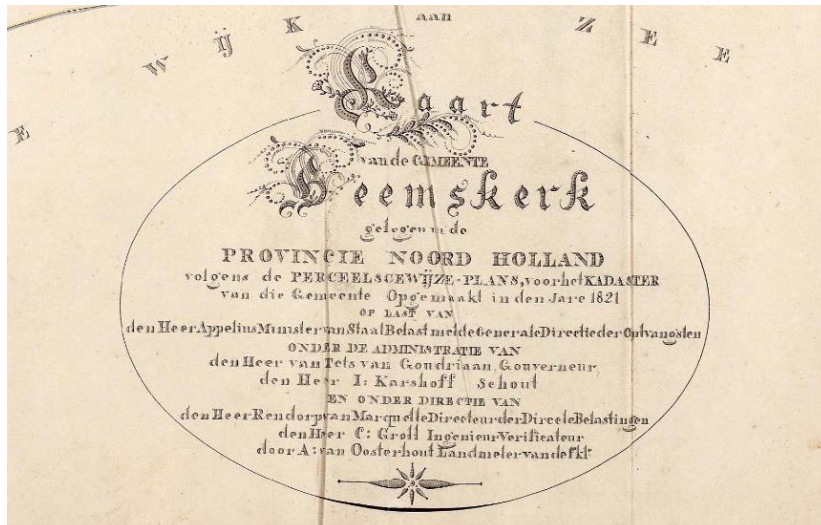 E WIJK aan ZEE
Kaart
van de GEMEENTE
Heemskerk
gelegen in de
PROVINCIE NOORD HOLLAND
volgens de PERCEELSGEWIJZE-PLANS, voor het KADASTER
van die Gemeente Opgemaakt in den Jare 1821
OP LAST VAN
den Heer Appelius Minister van Staat Belast met de Generale Directie der Ontvangsten
ONDER DE ADMINISTRATIE VAN
den Heer van Tets van Goudriaan, Gouverneur,
den Heer I: Karshoff Schout
EN ONDER DIRECTIE VAN
den Heer Rendorp van Marquette Directeur der Directe Belastingen
den Heer C: Groll Ingenieur Verificateur
door A: van Oosterhout Landmeter van de 1e kl: